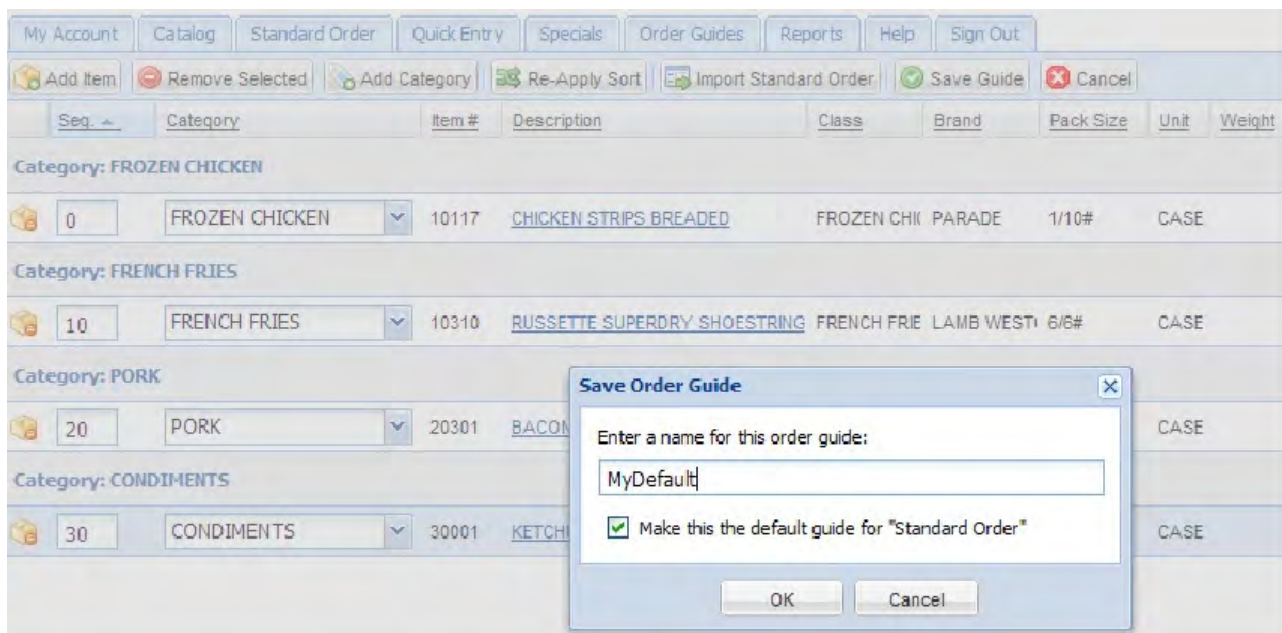 My Account Catalog Standard Order Quick Entry Specials Order Guides Reports Help Sign Out
Add Item Remove Selected Add Category Re-Apply Sort Import Standard Order Save Guide Cancel
Seq. Category Item # Description Class Brand Pack Size Unit Weight
Category: FROZEN CHICKEN
0 FROZEN CHICKEN 10117 CHICKEN STRIPS BREADED FROZEN CHI PARADE 1/10# CASE
Category: FRENCH FRIES
10 FRENCH FRIES 10310 RUSSETTE SUPERDRY SHOESTRING FRENCH FRIE LAMB WEST 6/6# CASE
Category: PORK
20 PORK 20301 BACON CASE
Category: CONDIMENTS
30 CONDIMENTS 30001 KETCH CASE
Save Order Guide
Enter a name for this order guide:
MyDefault
Make this the default guide for "Standard Order"
OK Cancel